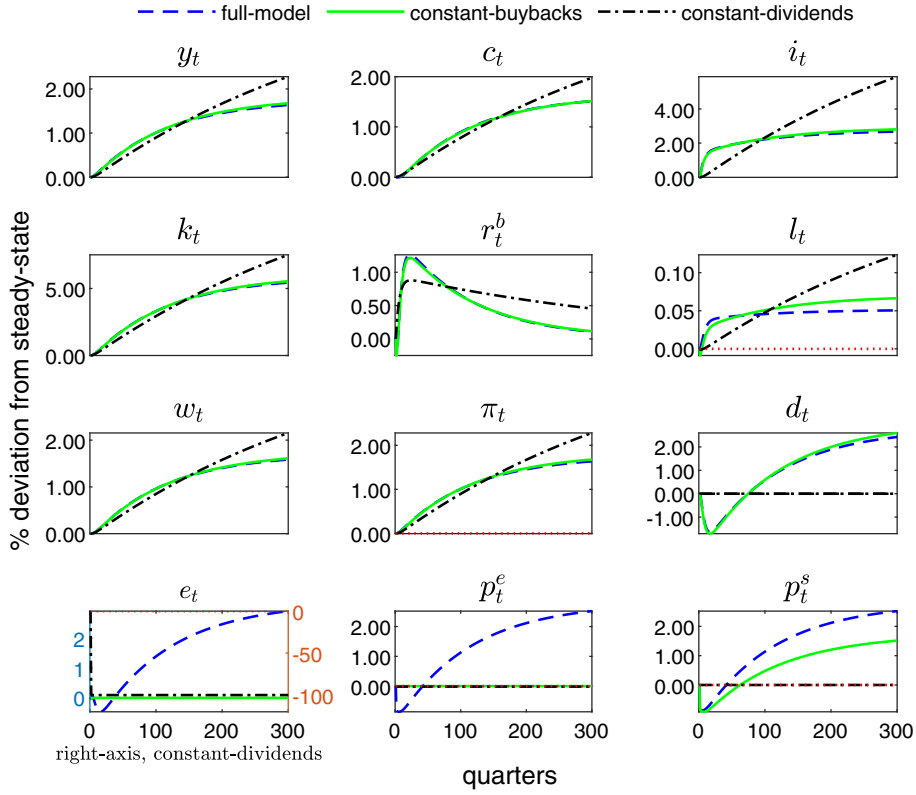 full-model constant-buybacks constant-dividends
y_t c_t i_t
2.00 1.00 0.00
2.00 1.00 0.00
4.00 2.00 0.00
k_t r_t^b l_t
5.00 0.00
1.00 0.50 0.00
0.10 0.05 0.00
% deviation from steady-state
w_t π_t d_t
2.00 1.00 0.00
2.00 1.00 0.00
2.00 1.00 0.00 -1.00
e_t p_t^e p_t^s
2 1 0
0 -50 -100
2.00 1.00 0.00
2.00 1.00 0.00
0 100 200 300
0 100 200 300
0 100 200 300
right-axis, constant-dividends
quarters